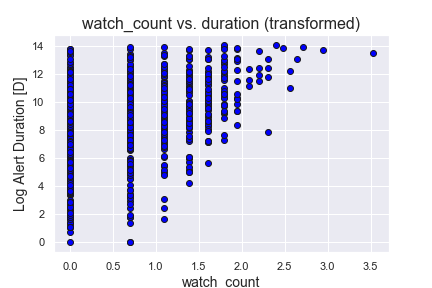 watch_count vs. duration (transformed)
Log Alert Duration [D]
14
12
10
8
6
4
2
0
0.0 0.5 1.0 1.5 2.0 2.5 3.0 3.5
watch_count